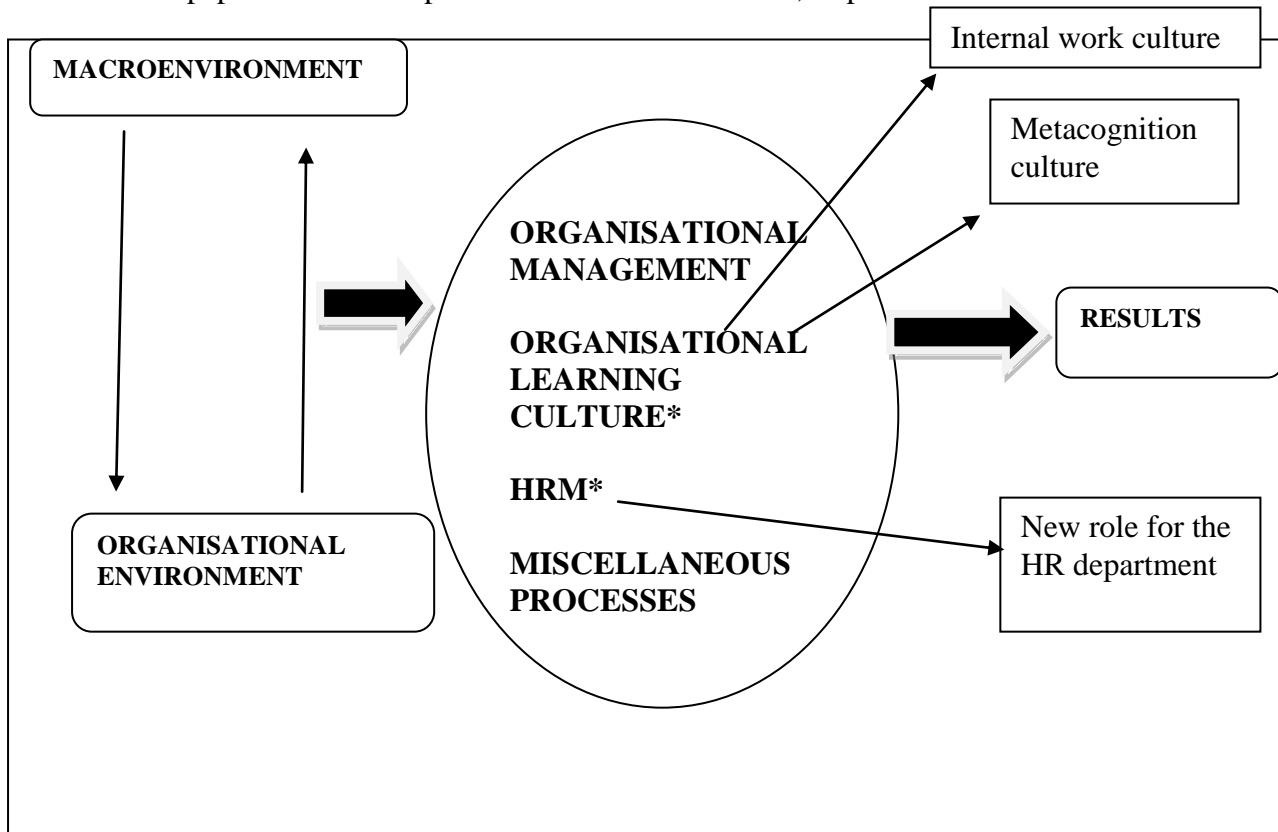 Internal work culture
MACROENVIRONMENT
Metacognition
culture
ORGANISATIONAL
MANAGEMENT
ORGANISATIONAL
LEARNING
CULTURE*
RESULTS
HRM*
New role for the
HR department
ORGANISATIONAL
ENVIRONMENT
MISCELLANEOUS
PROCESSES